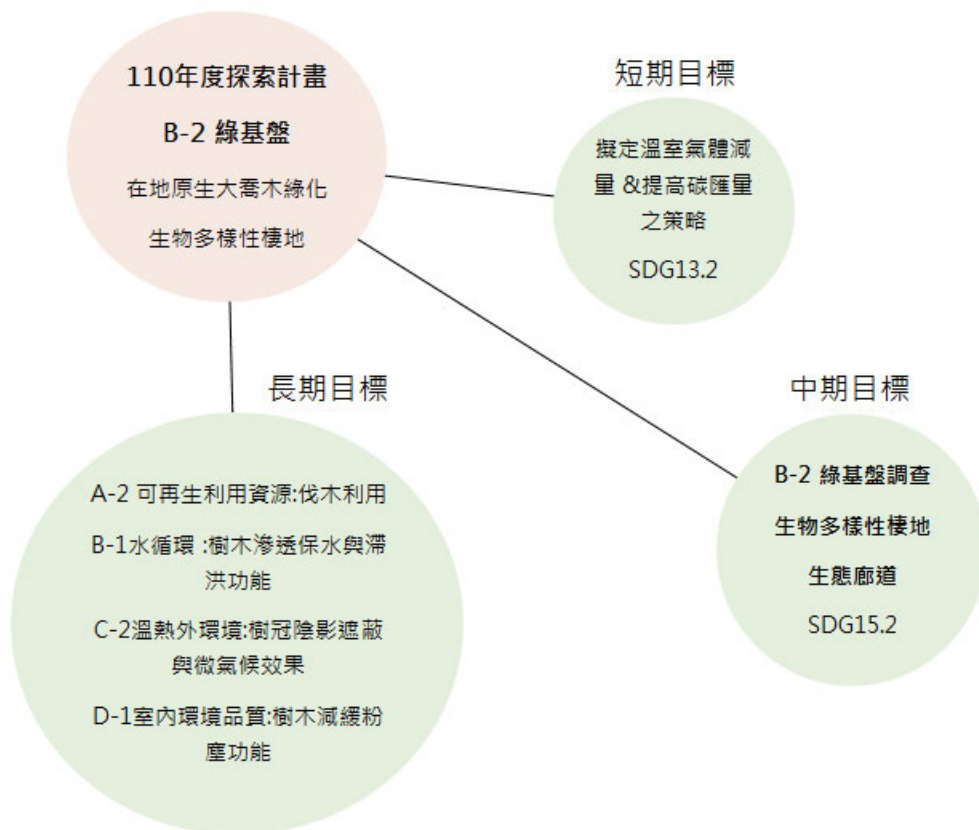 110年度探索計畫
B-2 綠基盤
在地原生大喬木綠化
生物多樣性棲地
短期目標
擬定溫室氣體減
量 &提高碳匯量
之策略
SDG13.2
長期目標
A-2 可再生利用資源:伐木利用
B-1水循環 :樹木滲透保水與滯
洪功能
C-2溫熱外環境:樹冠陰影遮蔽
與微氣候效果
D-1室內環境品質:樹木減緩粉
塵功能
中期目標
B-2 綠基盤調查
生物多樣性棲地
生態廊道
SDG15.2